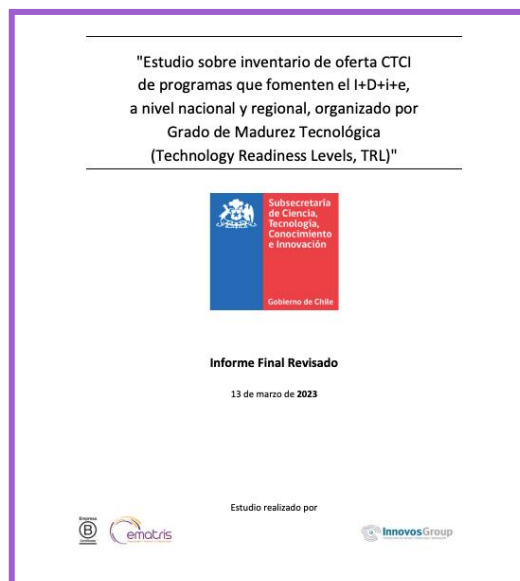 "Estudio sobre inventario de oferta CTCI
de programas que fomenten el I+D+i+e,
a nivel nacional y regional, organizado por
Grado de Madurez Tecnológica
(Technology Readiness Levels, TRL)"
Subsecretaría
de Ciencia,
Tecnología,
Conocimiento
e Innovación
Gobierno de Chile
Informe Final Revisado
13 de marzo de 2023
Estudio realizado por
Empresa
B
ematris
InnovosGroup